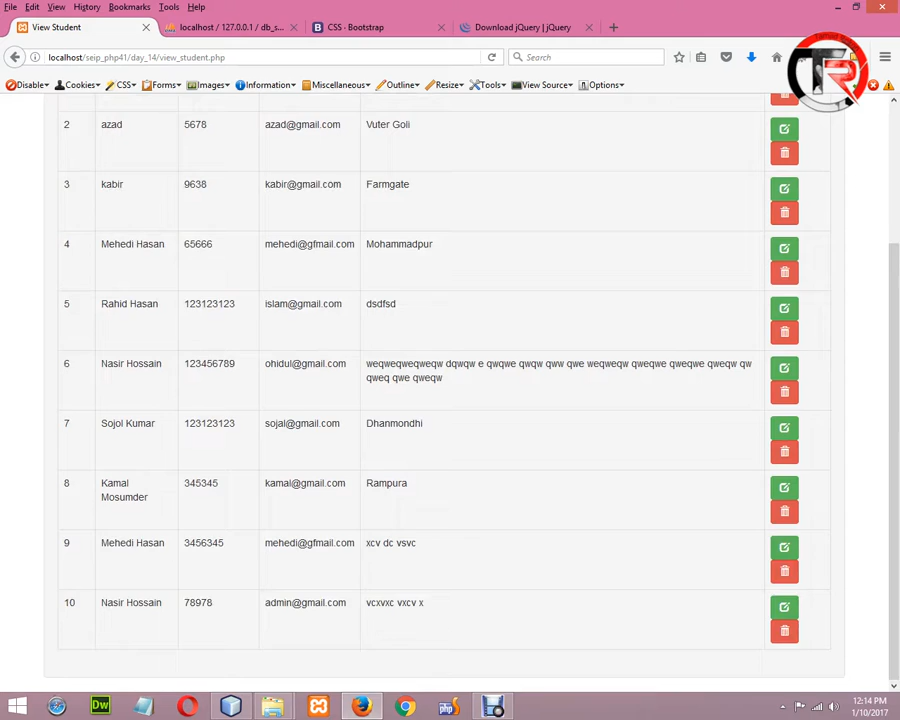 File Edit View History Bookmarks Tools Help
View Student
localhost / 127.0.0.1 / db_s...
CSS · Bootstrap
Download jQuery | jQuery
localhost/seip_php41/day_14/view_student.php
Search
Disable Cookies CSS Forms Images Information Miscellaneous Outline Resize Tools View Source Options
2 azad 5678 azad@gmail.com Vuter Goli
3 kabir 9638 kabir@gmail.com Farmgate
4 Mehedi Hasan 65666 mehedi@gfmail.com Mohammadpur
5 Rahid Hasan 123123123 islam@gmail.com dsdfsd
6 Nasir Hossain 123456789 ohidul@gmail.com weqweqweqweqw dqwqw e qwqwe qwqw qww qwe weqweqw qweqwe qweqwe qweqw qw
qweq qwe qweqw
7 Sojol Kumar 123123123 sojal@gmail.com Dhanmondhi
8 Kamal 345345 kamal@gmail.com Rampura
Mosumder
9 Mehedi Hasan 3456345 mehedi@gfmail.com xcv dc vsvc
10 Nasir Hossain 78978 admin@gmail.com vcxvxc vxcv x
Dw
php
12:14 PM
1/10/2017